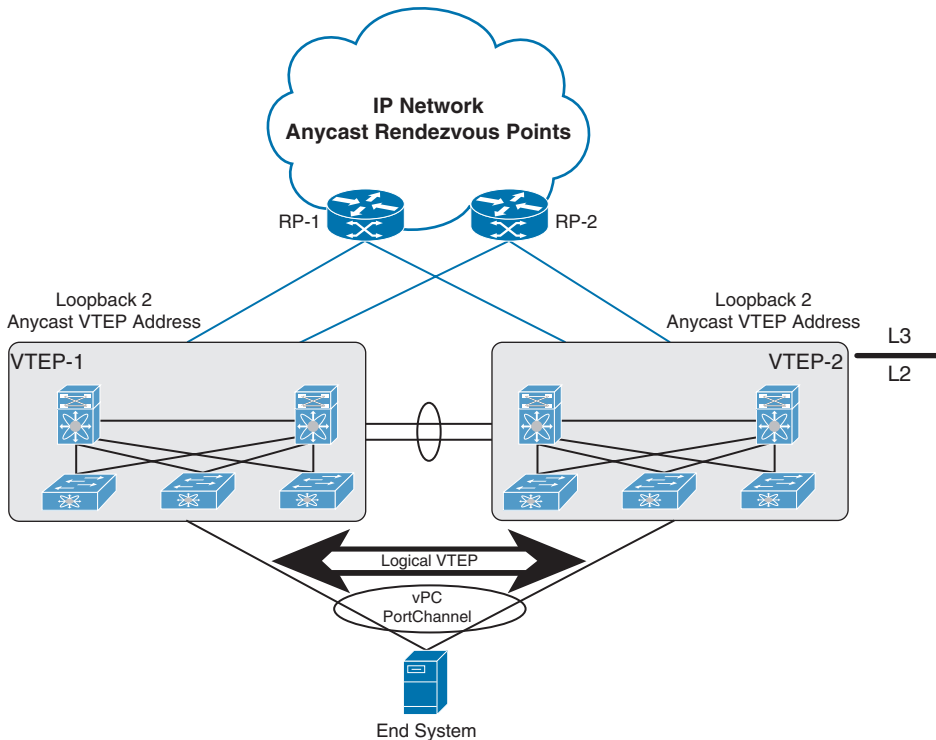 IP Network
Anycast Rendezvous Points
RP-1
RP-2
Loopback 2
Anycast VTEP Address
Loopback 2
Anycast VTEP Address
VTEP-1
VTEP-2
L3
L2
Logical VTEP
vPC
PortChannel
End System